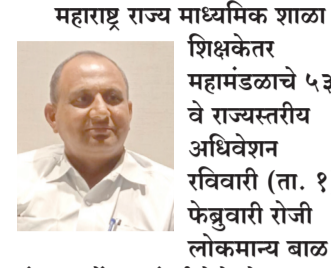 महाराष्ट्र राज्य माध्यमिक शाळा
शिक्षकेतर
महामंडळाचे ५३
वे राज्यस्तरीय
अधिवेशन
रविवारी (ता. १
फेब्रुवारी रोजी
लोकमान्य बाळ